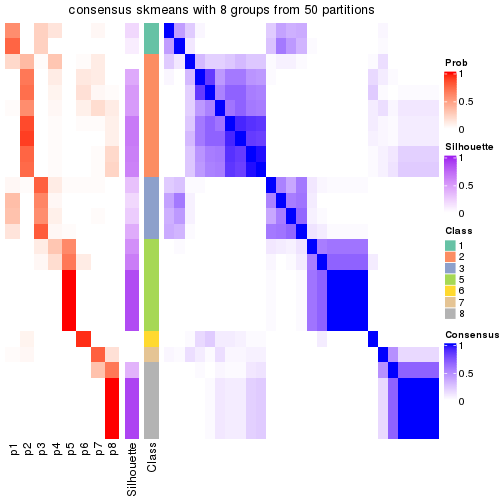 consensus skmeans with 8 groups from 50 partitions
Prob
1
0.5
0
Silhouette
1
0.5
0
Class
1
2
3
5
6
7
8
Consensus
1
0.5
0
p1
p2
p3
p4
p5
p6
p7
p8
Silhouette
Class